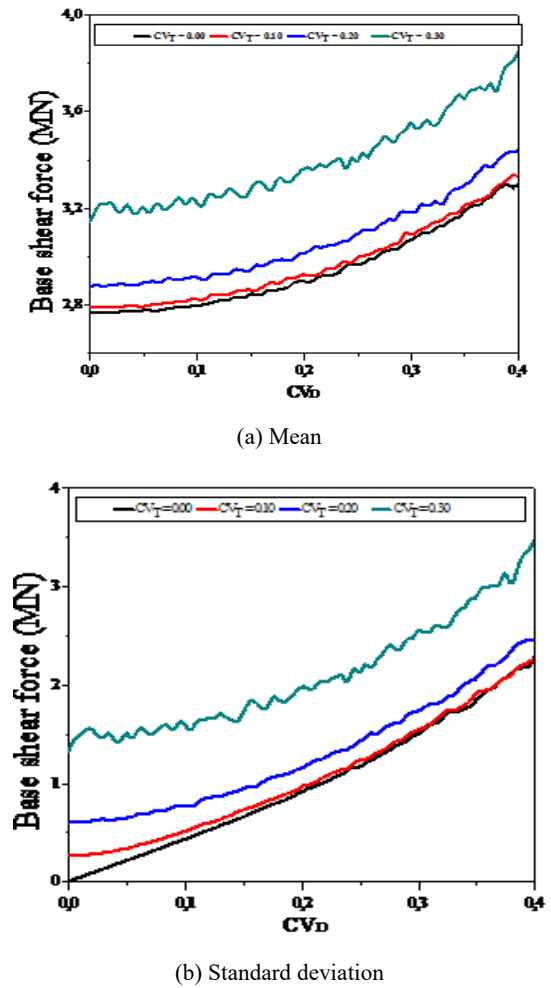 4,0
CVT − 0.00 CVT − 0.10 CVT − 0.20 CVT − 0.30
3,6
3,2
2,8
Base shear force (MN)
0,0 0,1 0,2 0,3 0,4
CVD
(a) Mean
4
CVT = 0.00 CVT = 0.10 CVT = 0.20 CVT = 0.30
3
2
1
0
Base shear force (MN)
0,0 0,1 0,2 0,3 0,4
CVD
(b) Standard deviation